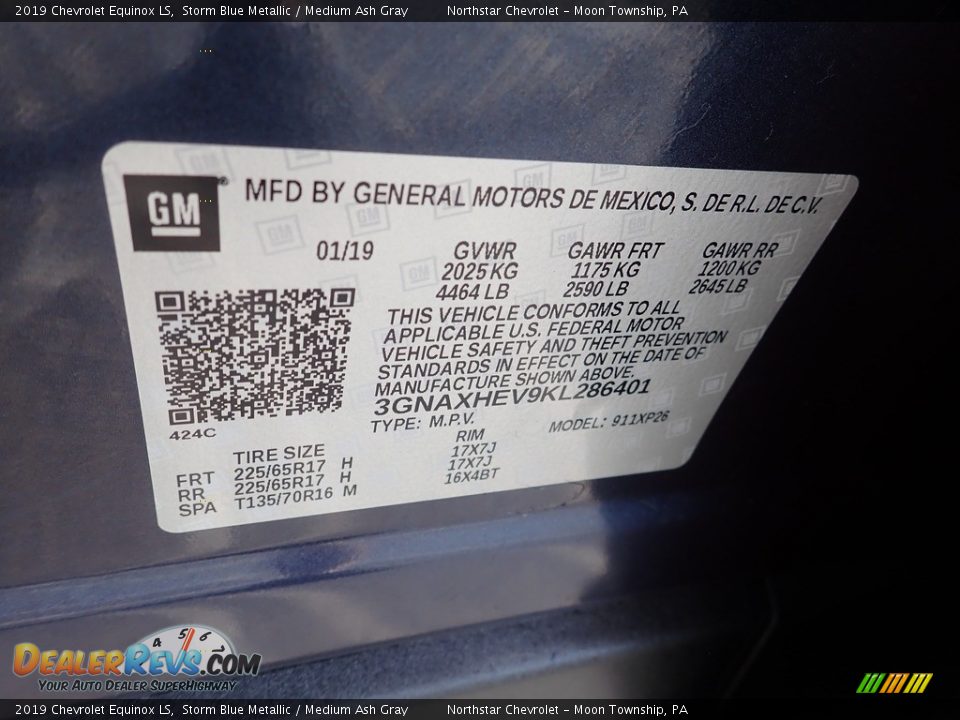 2019 Chevrolet Equinox LS, Storm Blue Metallic / Medium Ash Gray Northstar Chevrolet - Moon Township, PA
GM MFD BY GENERAL MOTORS DE MEXICO, S. DE R.L. DE C.V.
01/19 GVWR GAWR FRT GAWR RR
2025 KG 1175 KG 1200 KG
4464 LB 2590 LB 2645 LB
THIS VEHICLE CONFORMS TO ALL
APPLICABLE U.S. FEDERAL MOTOR
VEHICLE SAFETY AND THEFT PREVENTION
STANDARDS IN EFFECT ON THE DATE OF
MANUFACTURE SHOWN ABOVE.
3GNAXHEV9KL286401
424C TYPE: M.P.V. MODEL: 911XP26
TIRE SIZE RIM
FRT 225/65R17 H 17X7J
RR 225/65R17 H 17X7J
SPA T135/70R16 M 16X4BT
4 5 6
DEALERREVS.COM
YOUR AUTO DEALER SUPERHIGHWAY
2019 Chevrolet Equinox LS, Storm Blue Metallic / Medium Ash Gray Northstar Chevrolet - Moon Township, PA